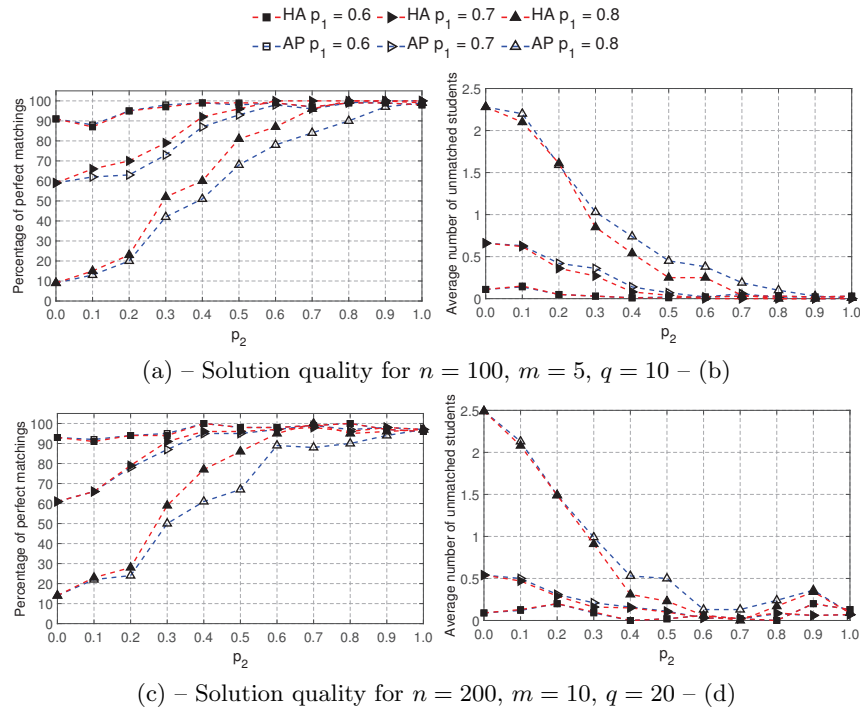 HA p1 = 0.6 HA p1 = 0.7 HA p1 = 0.8
AP p1 = 0.6 AP p1 = 0.7 AP p1 = 0.8
Percentage of perfect matchings
100
90
80
70
60
50
40
30
20
10
0
0.0 0.1 0.2 0.3 0.4 0.5 0.6 0.7 0.8 0.9 1.0
p2
Average number of unmatched students
2.5
2
1.5
1
0.5
0
0.0 0.1 0.2 0.3 0.4 0.5 0.6 0.7 0.8 0.9 1.0
p2
(a) – Solution quality for n = 100, m = 5, q = 10 – (b)
Percentage of perfect matchings
100
90
80
70
60
50
40
30
20
10
0
0.0 0.1 0.2 0.3 0.4 0.5 0.6 0.7 0.8 0.9 1.0
p2
Average number of unmatched students
2.5
2
1.5
1
0.5
0
0.0 0.1 0.2 0.3 0.4 0.5 0.6 0.7 0.8 0.9 1.0
p2
(c) – Solution quality for n = 200, m = 10, q = 20 – (d)